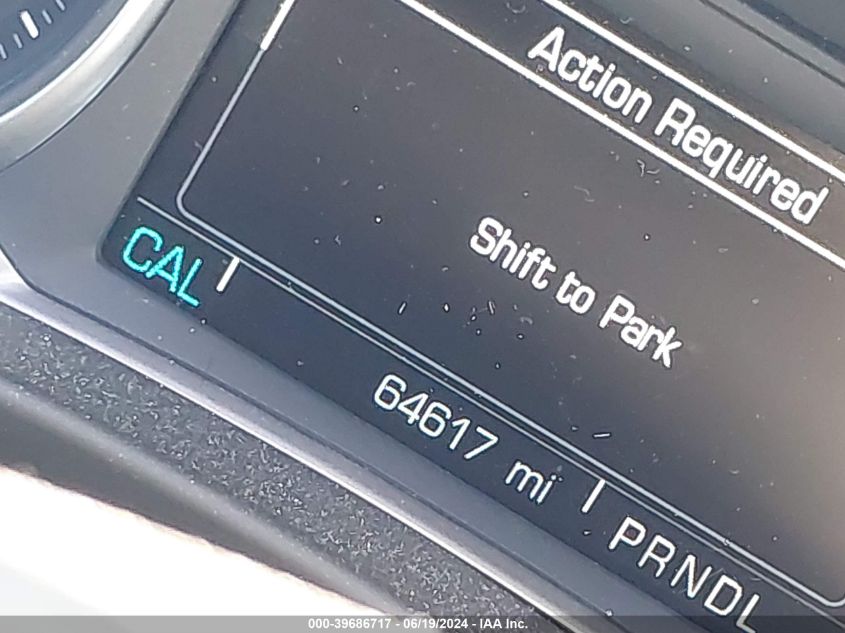 Action Required
Shift to Park
CAL
64617 mi
PRNDL
000-39686717 - 06/19/2024 - IAA Inc.